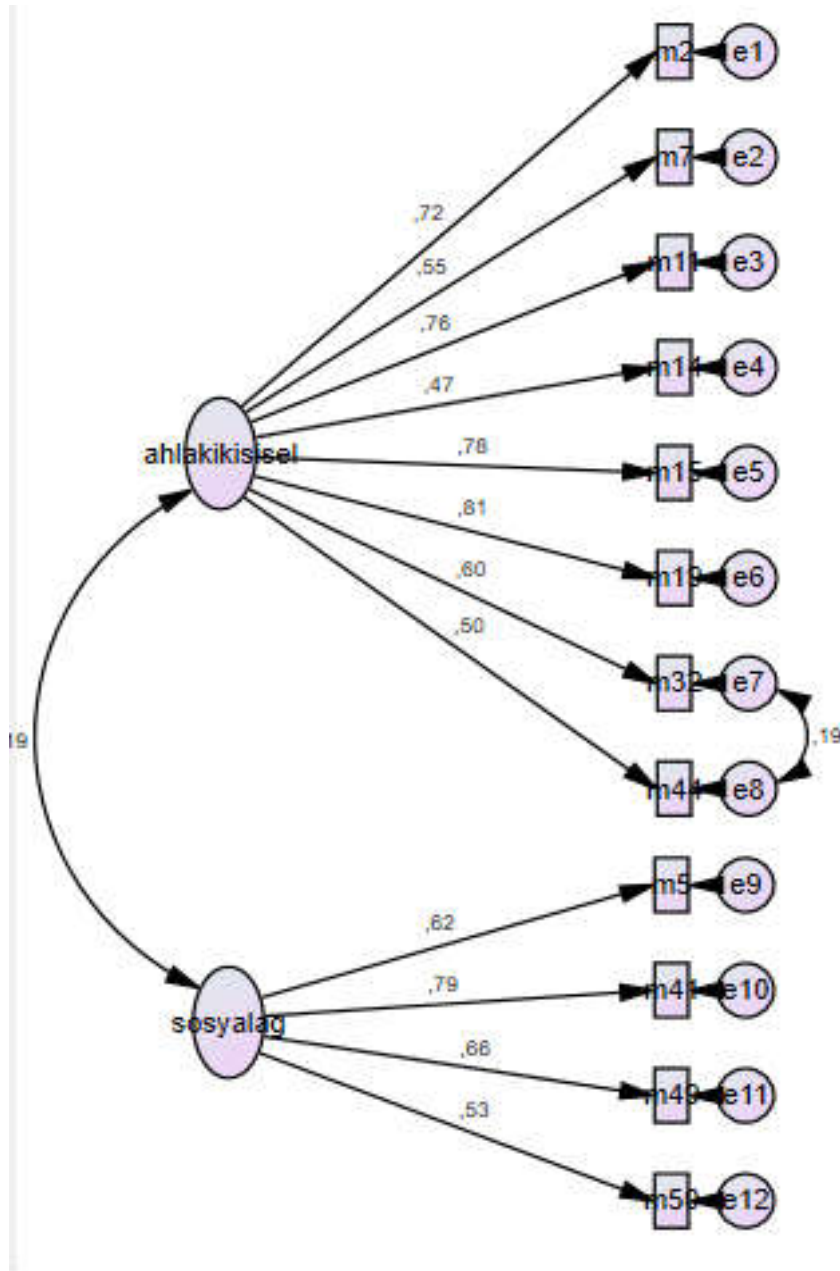 m2 e1
m7 e2
,72
,55
m11 e3
,76
,47
m14 e4
ahlakikisisel
,78
m15 e5
,81
m19 e6
,60
,50
m32 e7
19
,19
m44 e8
m5 e9
,62
,79
m41 e10
sosyalag
,66
m49 e11
,53
m50 e12